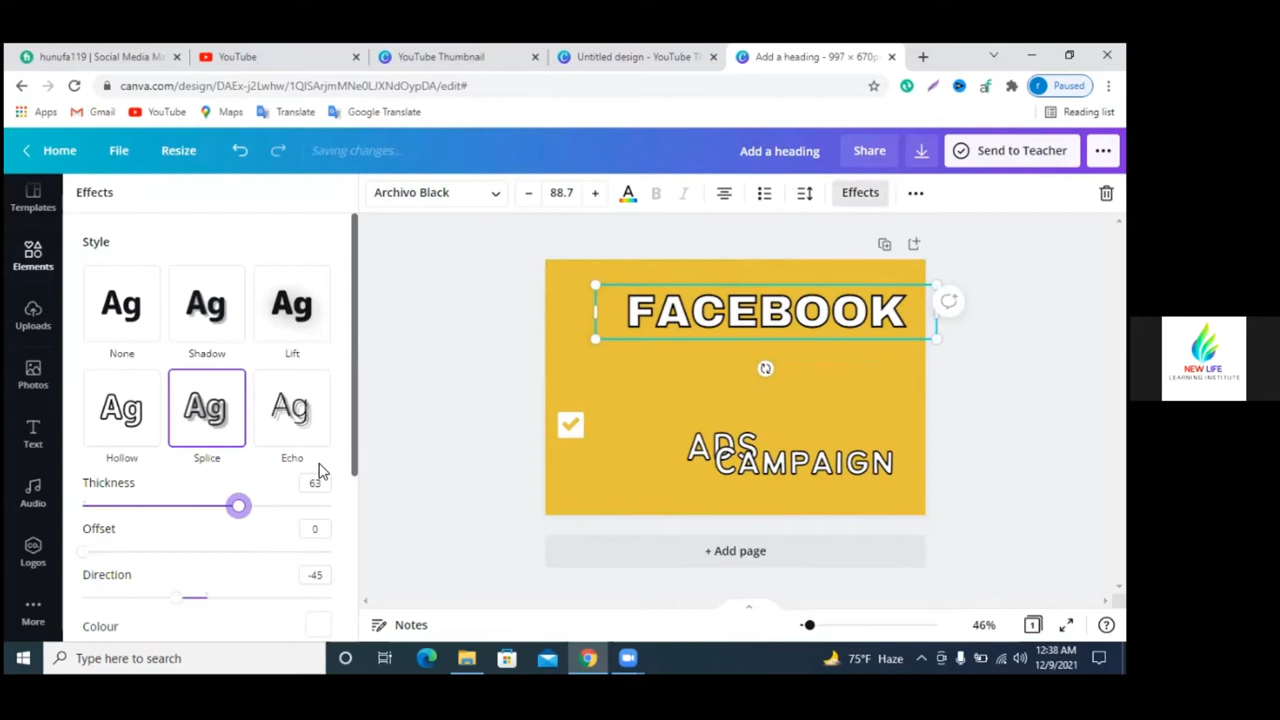 hunufa119 | Social Media Ma
YouTube
YouTube Thumbnail
Untitled design - YouTube Th
Add a heading - 997 × 670p
canva.com/design/DAEx-j2Lwhw/1QlSArjmMNe0LJXNdOypDA/edit#
Paused
Apps
Gmail
YouTube
Maps
Translate
Google Translate
Reading list
Home
File
Resize
Saving changes...
Add a heading
Share
Send to Teacher
Templates
Elements
Uploads
Photos
Text
Audio
Logos
More
Effects
Archivo Black
88.7
A
B
I
Effects
Style
Ag
Ag
Ag
None
Shadow
Lift
Ag
Ag
Ag
Hollow
Splice
Echo
Thickness
63
Offset
0
Direction
-45
Colour
FACEBOOK
ADS
CAMPAIGN
+ Add page
Notes
46%
1
NEW LIFE
LEARNING INSTITUTE
Type here to search
75°F Haze
12:38 AM
12/9/2021